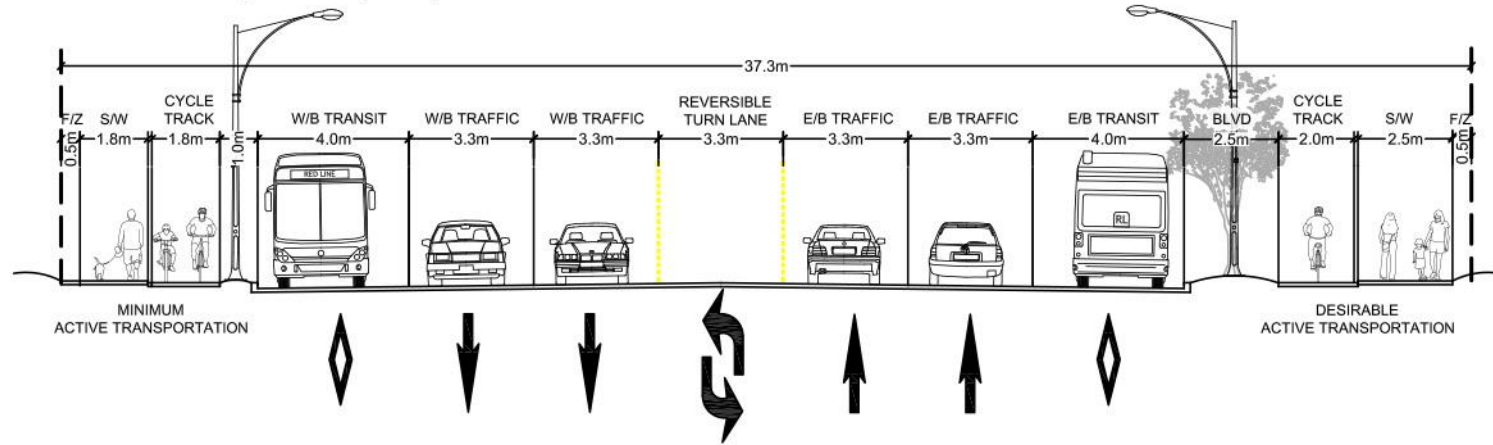 37.3m
F/Z
0.5m
S/W
1.8m
CYCLE
TRACK
1.8m
1.0m
W/B TRANSIT
4.0m
W/B TRAFFIC
3.3m
W/B TRAFFIC
3.3m
REVERSIBLE
TURN LANE
3.3m
E/B TRAFFIC
3.3m
E/B TRAFFIC
3.3m
E/B TRANSIT
4.0m
BLVD
2.5m
CYCLE
TRACK
2.0m
S/W
2.5m
F/Z
0.5m
RED LINE
RL
MINIMUM
ACTIVE TRANSPORTATION
DESIRABLE
ACTIVE TRANSPORTATION